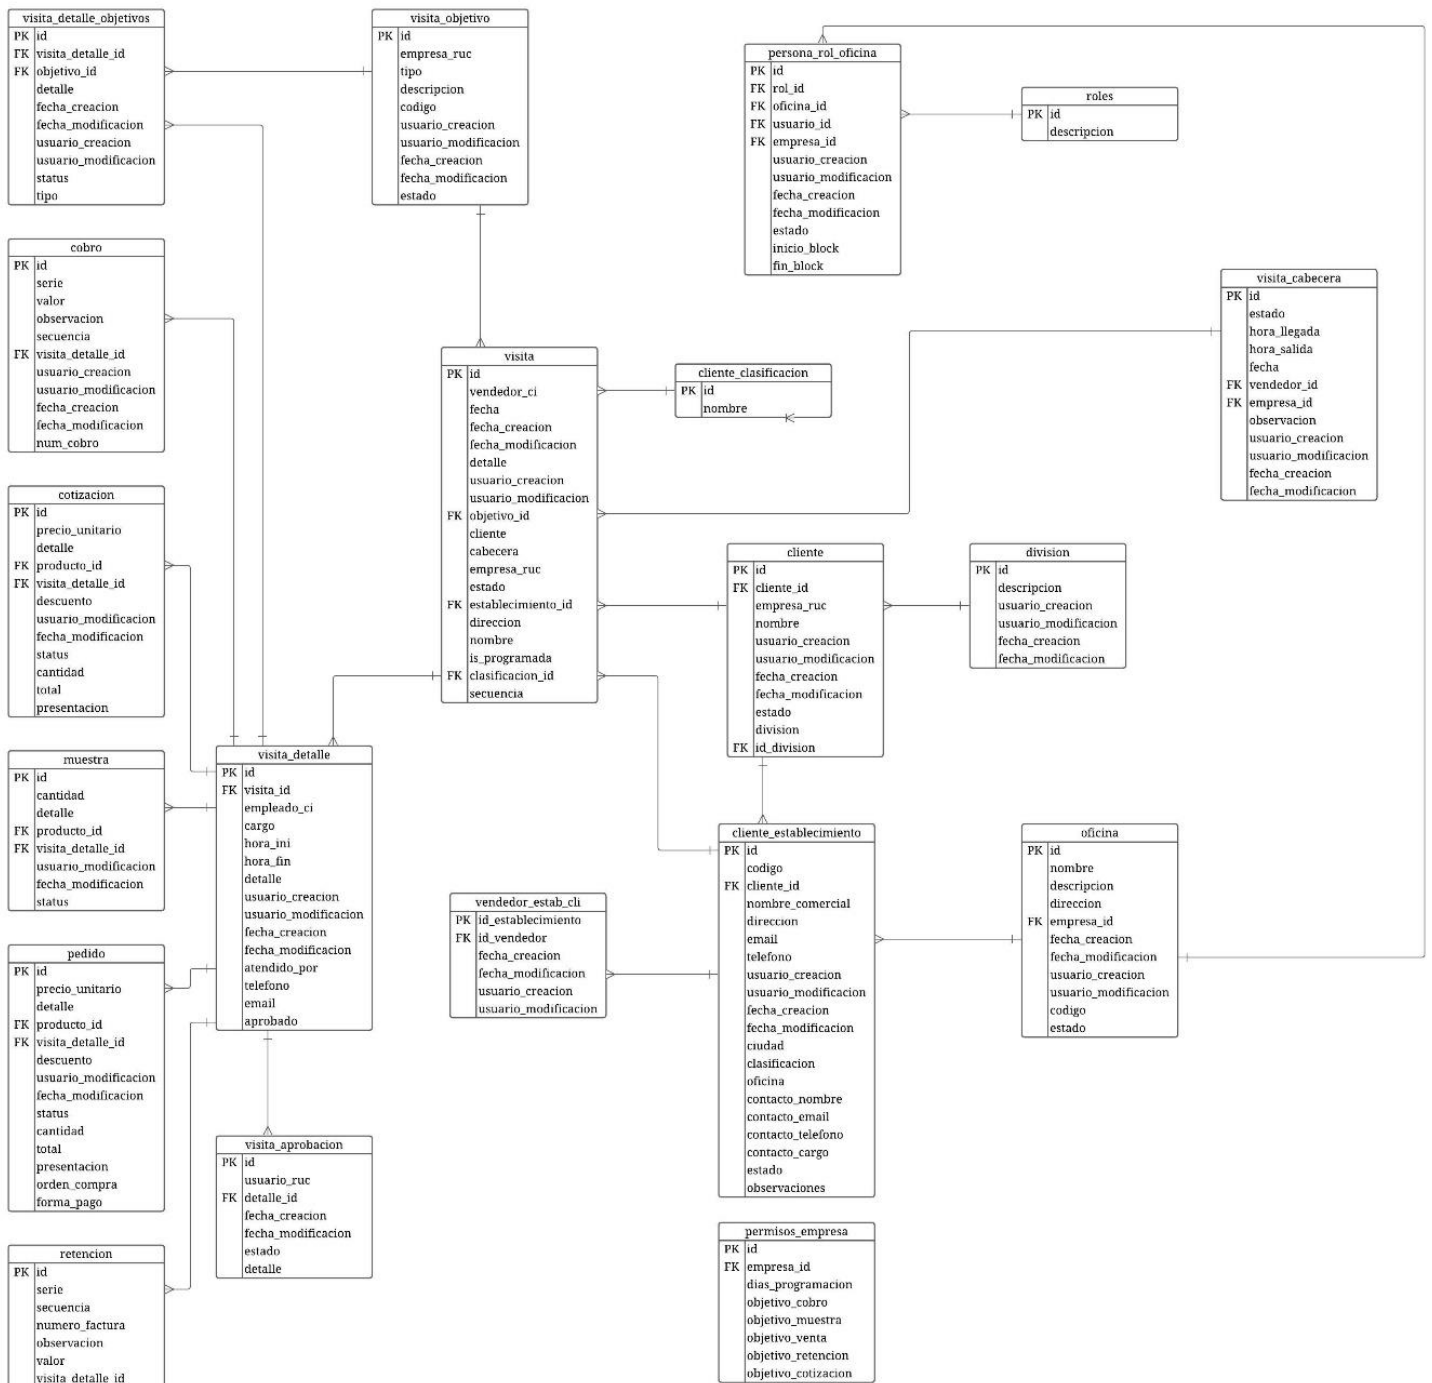 visita_detalle_objetivos
PK id
FK visita_detalle_id
FK objetivo_id
detalle
fecha_creacion
fecha_modificacion
usuario_creacion
usuario_modificacion
status
tipo
visita_objetivo
PK id
empresa_ruc
tipo
descripcion
codigo
usuario_creacion
usuario_modificacion
fecha_creacion
fecha_modificacion
estado
persona_rol_oficina
PK id
FK rol_id
FK oficina_id
FK usuario_id
FK empresa_id
usuario_creacion
usuario_modificacion
fecha_creacion
fecha_modificacion
estado
inicio_block
fin_block
roles
PK id
descripcion
cobro
PK id
serie
valor
observacion
secuencia
FK visita_detalle_id
usuario_creacion
usuario_modificacion
fecha_creacion
fecha_modificacion
num_cobro
visita_cabecera
PK id
estado
hora_llegada
hora_salida
fecha
FK vendedor_id
FK empresa_id
observacion
usuario_creacion
usuario_modificacion
fecha_creacion
fecha_modificacion
visita
PK id
vendedor_ci
fecha
fecha_creacion
fecha_modificacion
detalle
usuario_creacion
usuario_modificacion
FK objetivo_id
cliente
cabecera
empresa_ruc
estado
FK establecimiento_id
direccion
nombre
is_programada
FK clasificacion_id
secuencia
cliente_clasificacion
PK id
nombre
cotizacion
PK id
precio_unitario
detalle
FK producto_id
FK visita_detalle_id
descuento
usuario_modificacion
fecha_modificacion
status
cantidad
total
presentacion
cliente
PK id
FK cliente_id
empresa_ruc
nombre
usuario_creacion
usuario_modificacion
fecha_creacion
fecha_modificacion
estado
division
FK id_division
division
PK id
descripcion
usuario_creacion
usuario_modificacion
fecha_creacion
fecha_modificacion
muestra
PK id
cantidad
detalle
FK producto_id
FK visita_detalle_id
usuario_modificacion
fecha_modificacion
status
visita_detalle
PK id
FK visita_id
empleado_ci
cargo
hora_ini
hora_fin
detalle
usuario_creacion
usuario_modificacion
fecha_creacion
fecha_modificacion
atendido_por
telefono
email
aprobado
cliente_establecimiento
PK id
codigo
FK cliente_id
nombre_comercial
direccion
email
telefono
usuario_creacion
usuario_modificacion
fecha_creacion
fecha_modificacion
ciudad
clasificacion
oficina
contacto_nombre
contacto_email
contacto_telefono
contacto_cargo
estado
observaciones
oficina
PK id
nombre
descripcion
direccion
FK empresa_id
fecha_creacion
fecha_modificacion
usuario_creacion
usuario_modificacion
codigo
estado
vendedor_estab_cli
PK id_establecimiento
FK id_vendedor
fecha_creacion
fecha_modificacion
usuario_creacion
usuario_modificacion
pedido
PK id
precio_unitario
detalle
FK producto_id
FK visita_detalle_id
descuento
usuario_modificacion
fecha_modificacion
status
cantidad
total
presentacion
orden_compra
forma_pago
visita_aprobacion
PK id
usuario_ruc
FK detalle_id
fecha_creacion
fecha_modificacion
estado
detalle
permisos_empresa
PK id
FK empresa_id
dias_programacion
objetivo_cobro
objetivo_muestra
objetivo_venta
objetivo_retencion
objetivo_cotizacion
retencion
PK id
serie
secuencia
numero_factura
observacion
valor
visita_detalle_id